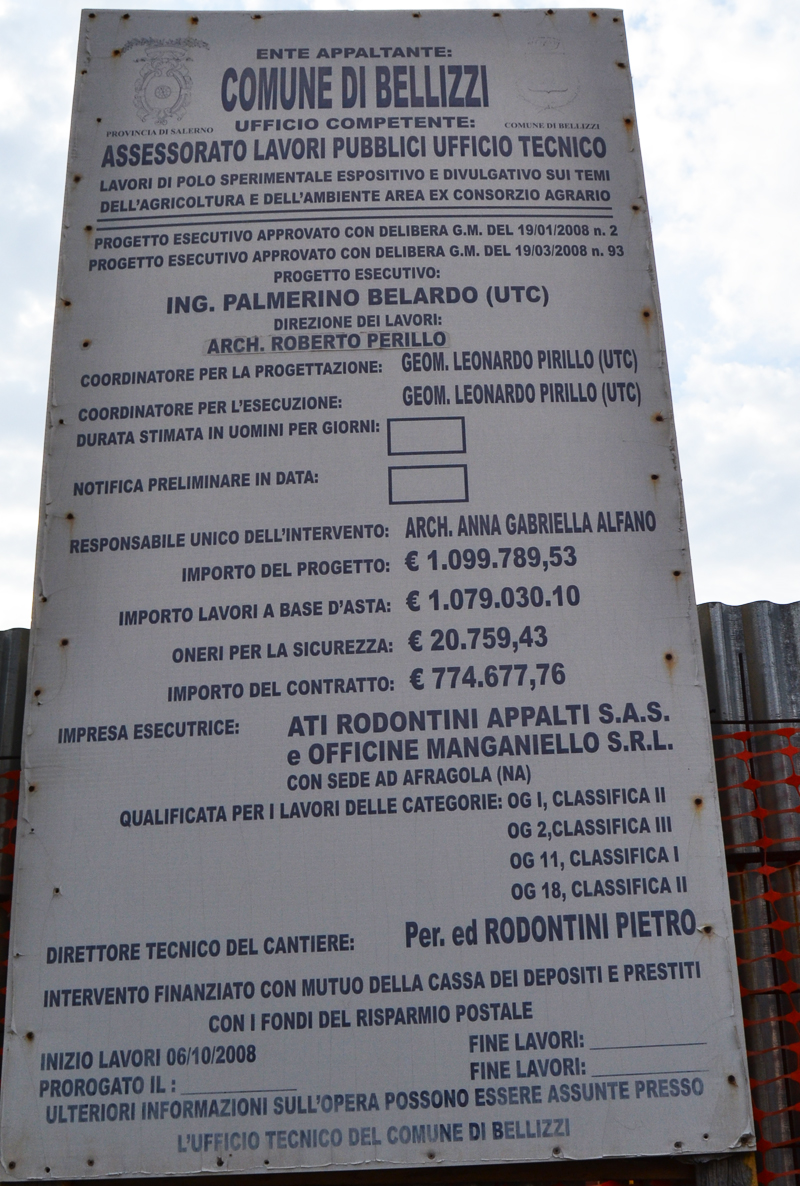 ENTE APPALTANTE:
COMUNE DI BELLIZZI
PROVINCIA DI SALERNO
UFFICIO COMPETENTE:
COMUNE DI BELLIZZI
ASSESSORATO LAVORI PUBBLICI UFFICIO TECNICO
LAVORI DI POLO SPERIMENTALE ESPOSITIVO E DIVULGATIVO SUI TEMI
DELL'AGRICOLTURA E DELL'AMBIENTE AREA EX CONSORZIO AGRARIO
PROGETTO ESECUTIVO APPROVATO CON DELIBERA G.M. DEL 19/01/2008 n. 2
PROGETTO ESECUTIVO APPROVATO CON DELIBERA G.M. DEL 19/03/2008 n. 93
PROGETTO ESECUTIVO:
ING. PALMERINO BELARDO (UTC)
DIREZIONE DEI LAVORI:
ARCH. ROBERTO PERILLO
COORDINATORE PER LA PROGETTAZIONE: GEOM. LEONARDO PIRILLO (UTC)
COORDINATORE PER L'ESECUZIONE: GEOM. LEONARDO PIRILLO (UTC)
DURATA STIMATA IN UOMINI PER GIORNI:
NOTIFICA PRELIMINARE IN DATA:
RESPONSABILE UNICO DELL'INTERVENTO: ARCH. ANNA GABRIELLA ALFANO
IMPORTO DEL PROGETTO: € 1.099.789,53
IMPORTO LAVORI A BASE D'ASTA: € 1.079.030.10
ONERI PER LA SICUREZZA: € 20.759,43
IMPORTO DEL CONTRATTO: € 774.677,76
IMPRESA ESECUTRICE: ATI RODONTINI APPALTI S.A.S.
e OFFICINE MANGANIELLO S.R.L.
CON SEDE AD AFRAGOLA (NA)
QUALIFICATA PER I LAVORI DELLE CATEGORIE: OG I, CLASSIFICA II
OG 2,CLASSIFICA III
OG 11, CLASSIFICA I
OG 18, CLASSIFICA II
DIRETTORE TECNICO DEL CANTIERE: Per. ed RODONTINI PIETRO
INTERVENTO FINANZIATO CON MUTUO DELLA CASSA DEI DEPOSITI E PRESTITI
CON I FONDI DEL RISPARMIO POSTALE
INIZIO LAVORI 06/10/2008 FINE LAVORI: ___________
PROROGATO IL : ___________ FINE LAVORI: ___________
ULTERIORI INFORMAZIONI SULL'OPERA POSSONO ESSERE ASSUNTE PRESSO
L'UFFICIO TECNICO DEL COMUNE DI BELLIZZI